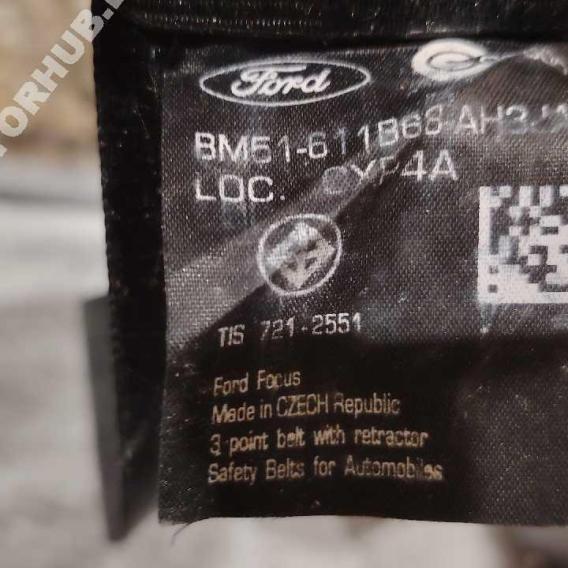 Ford
BM51-611B68-AH3J
LOC.
TIS 721-2551
Ford Focus
Made in CZECH Republic
3 point belt with retractor
Safety Belts for Automobiles